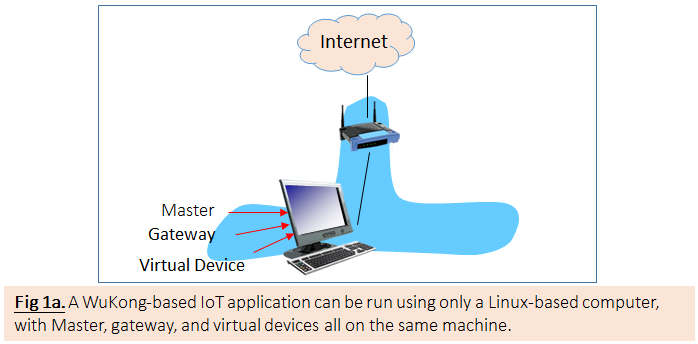 Internet
Master
Gateway
Virtual Device
Fig 1a. A WuKong-based IoT application can be run using only a Linux-based computer,
with Master, gateway, and virtual devices all on the same machine.